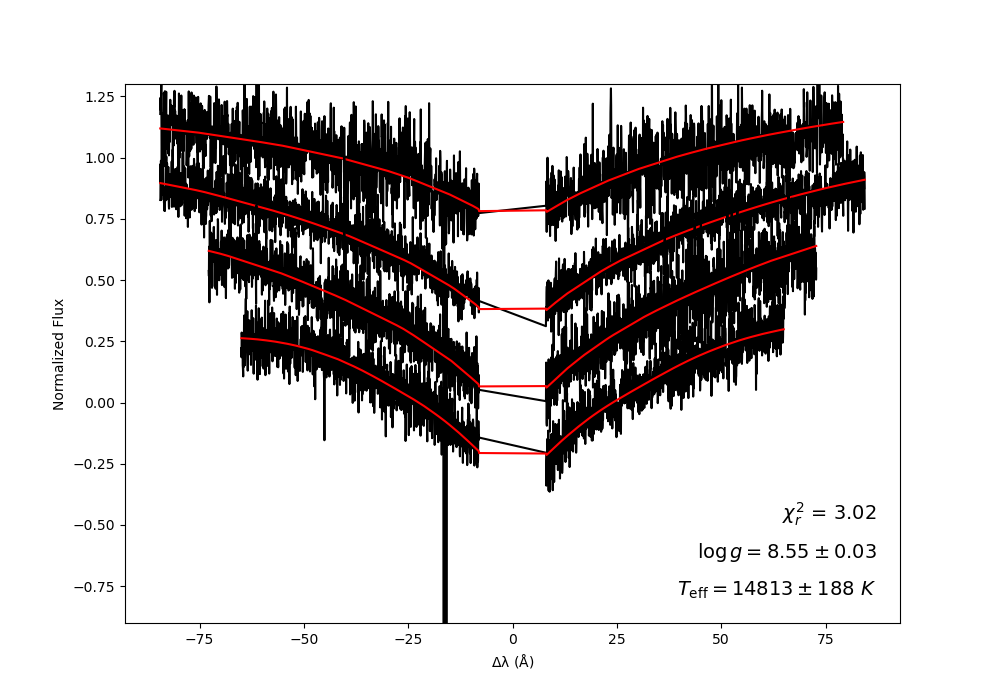 1.25
1.00
0.75
0.50
0.25
0.00
−0.25
−0.50
−0.75
Normalized Flux
χ²ᵣ = 3.02
log g = 8.55 ± 0.03
T_eff = 14813 ± 188 K
−75 −50 −25 0 25 50 75
Δλ (Å)